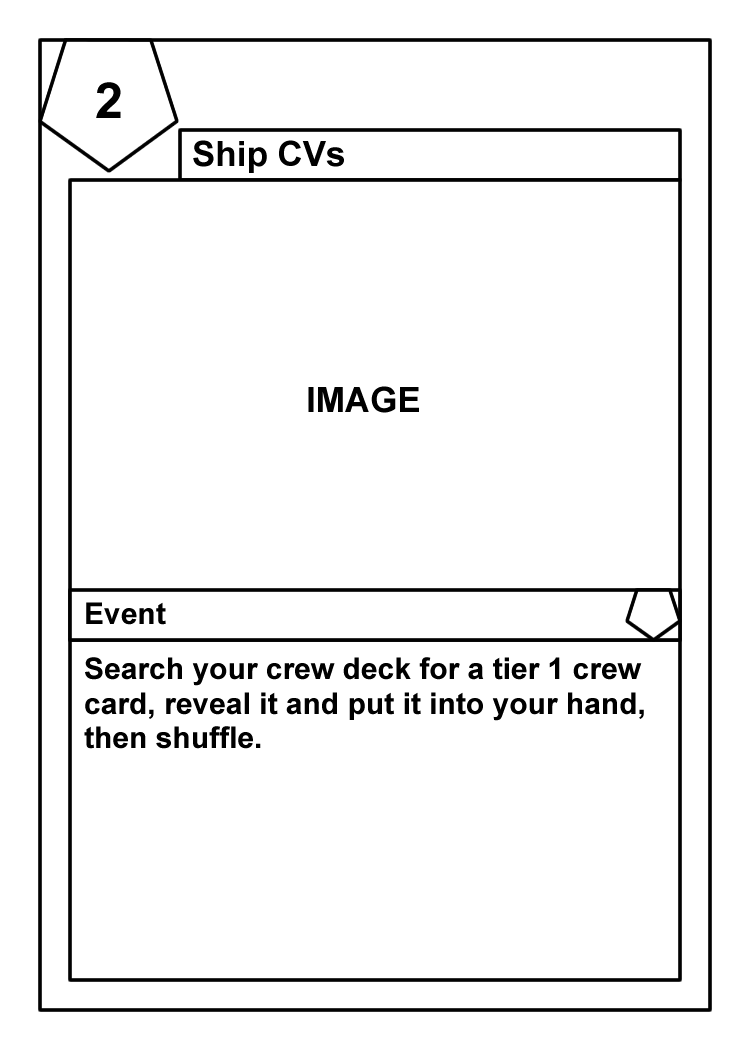 2
Ship CVs
IMAGE
Event
Search your crew deck for a tier 1 crew
card, reveal it and put it into your hand,
then shuffle.